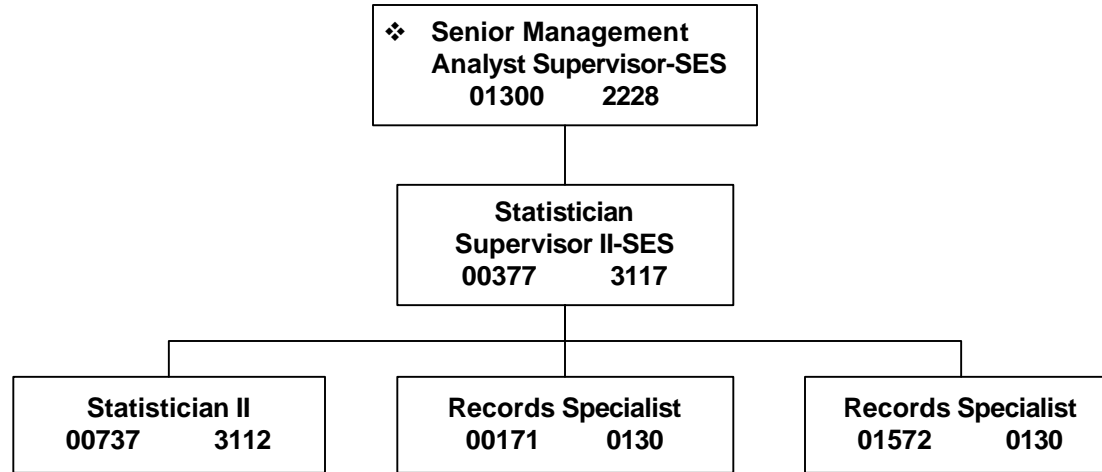 ❖ Senior Management
Analyst Supervisor-SES
01300 2228
Statistician
Supervisor II-SES
00377 3117
Statistician II
00737 3112
Records Specialist
00171 0130
Records Specialist
01572 0130